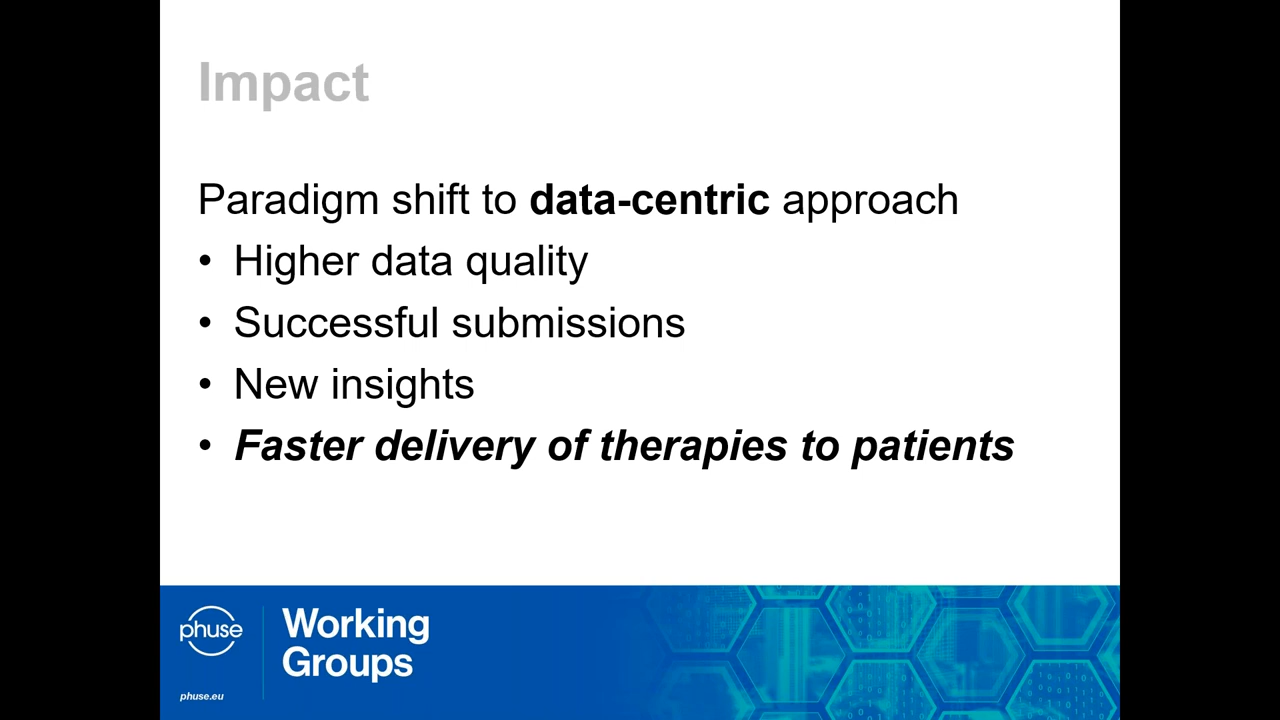 Impact
Paradigm shift to data-centric approach
• Higher data quality
• Successful submissions
• New insights
• Faster delivery of therapies to patients
phuse
Working
Groups
phuse.eu